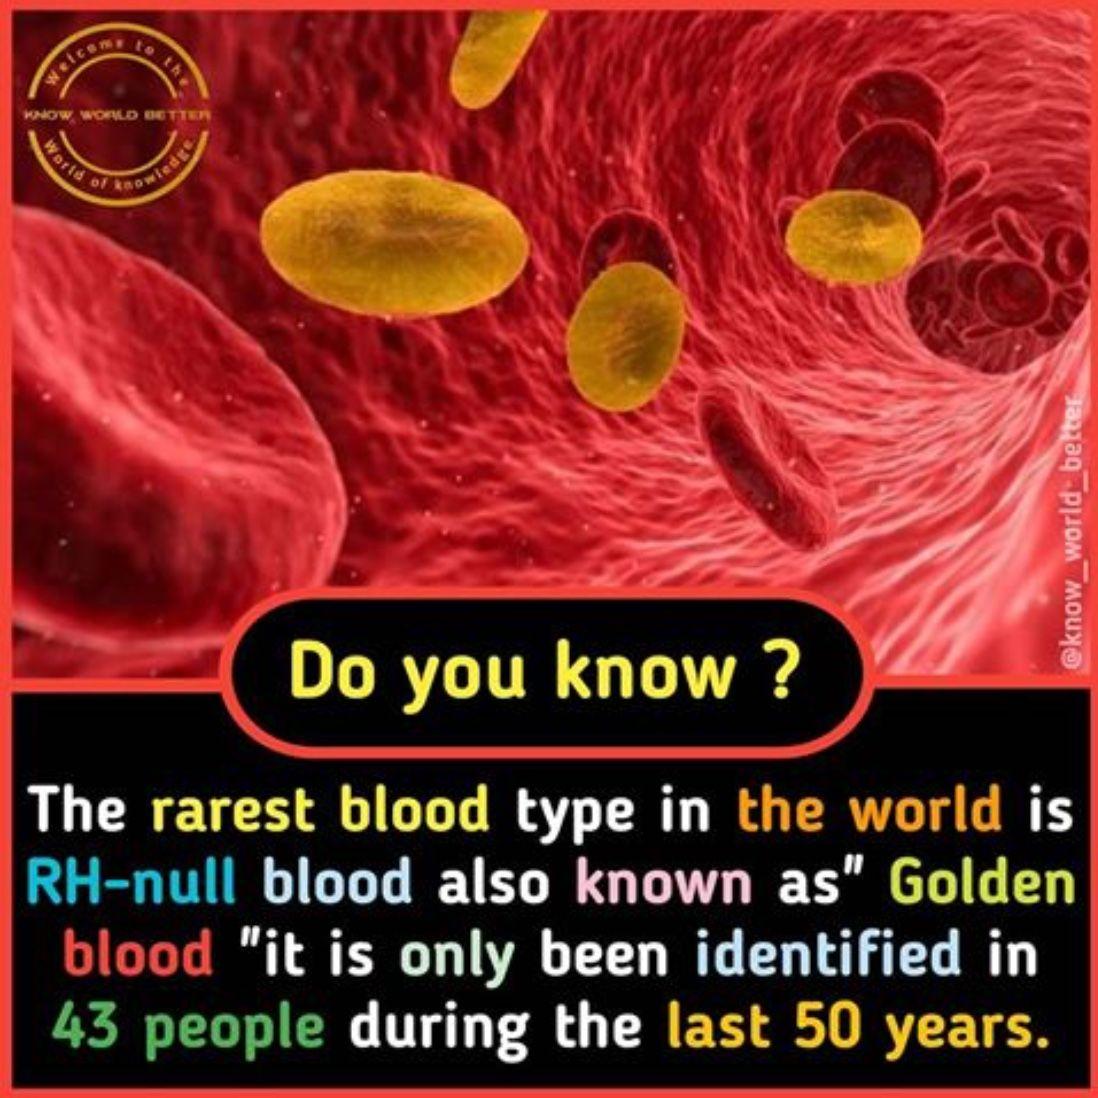 Welcome to the
KNOW WORLD BETTER
World of knowledge
@know_world_better
Do you know ?
The rarest blood type in the world is
RH-null blood also known as" Golden
blood "it is only been identified in
43 people during the last 50 years.